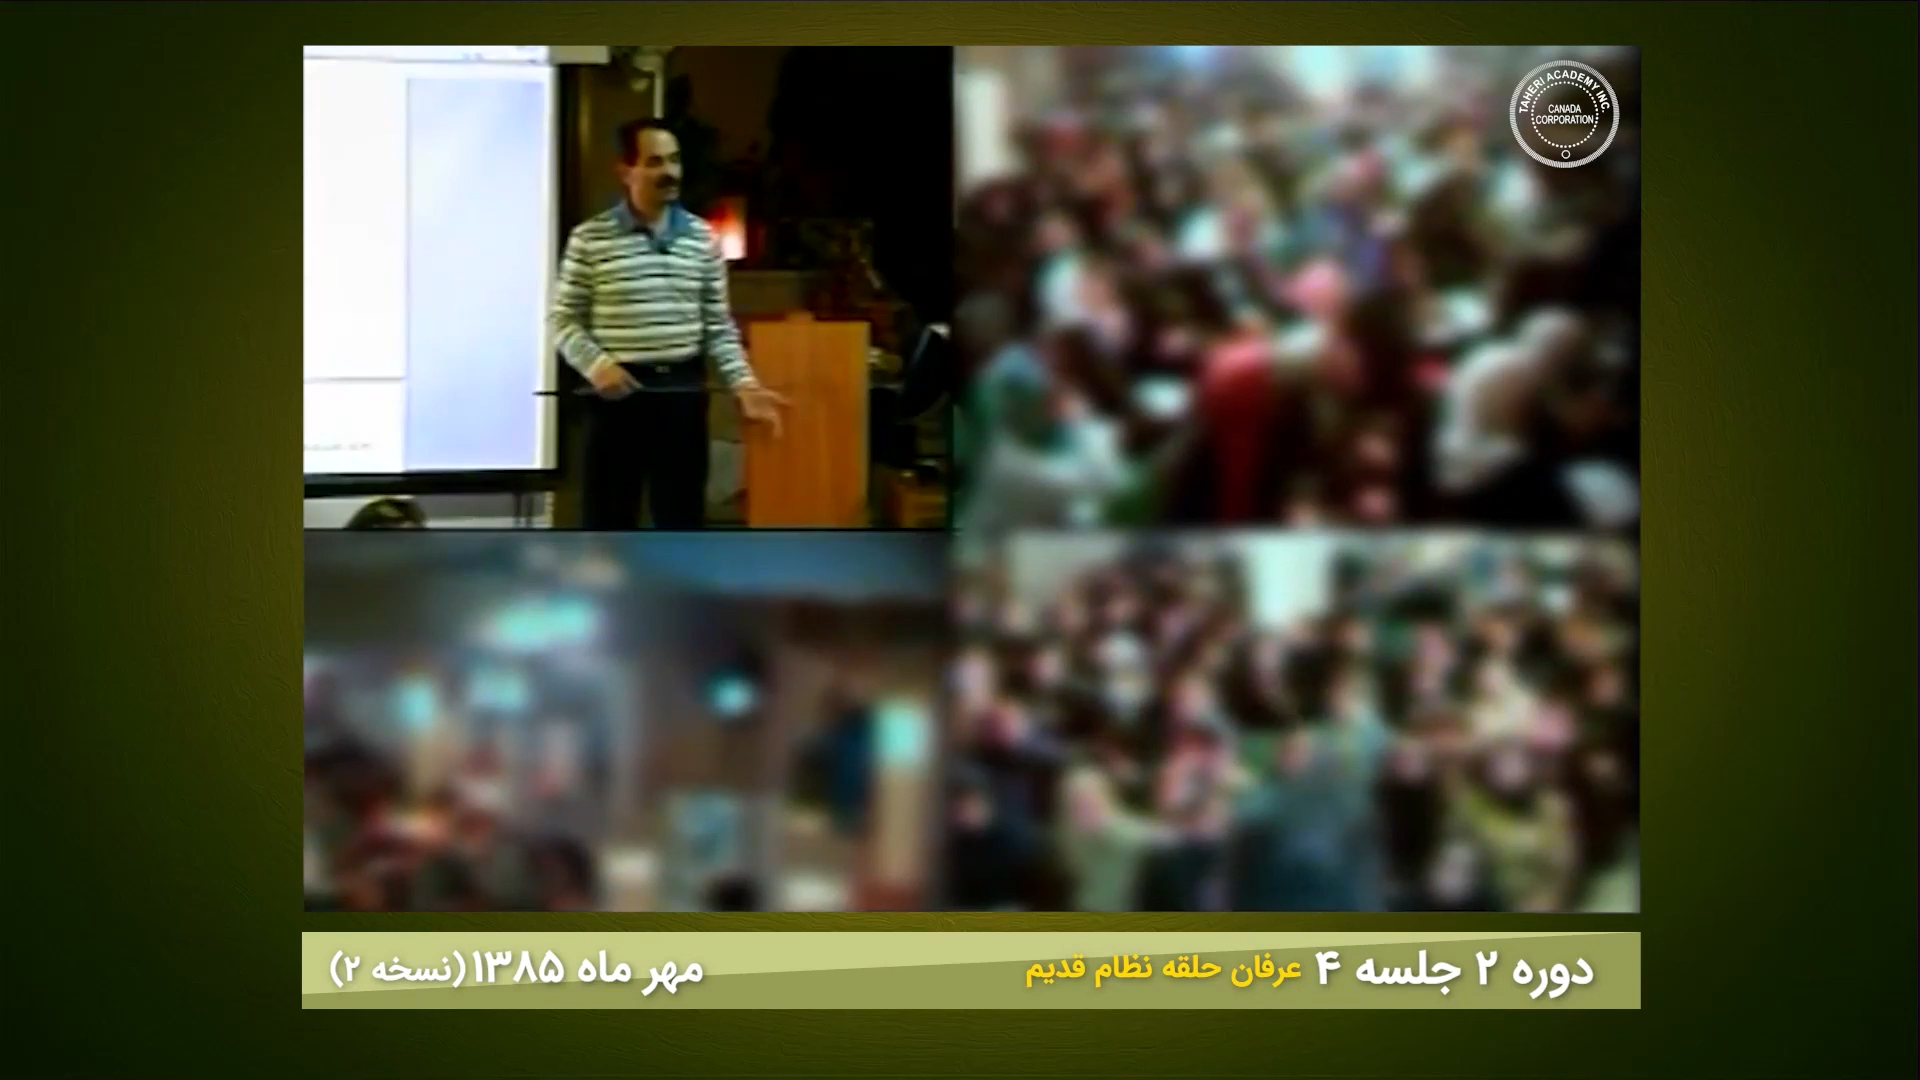 TAHERI ACADEMY INC.
CANADA
CORPORATION
دوره ۲ جلسه ۴ عرفان حلقه نظام قدیم
مهر ماه ۱۳۸۵ (نسخه ۲)